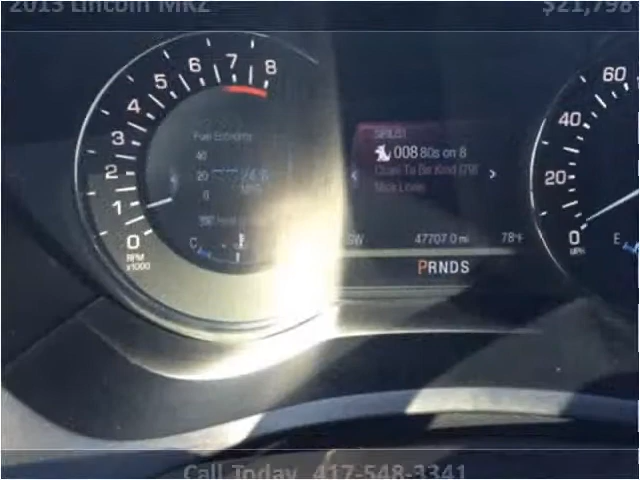 2013 Lincoln MKZ $21,798
0 1 2 3 4 5 6 7 8
RPM
x1000
Fuel Economy
40
20
0
C
008 80s on 8
Cruel To Be Kind (79)
Nick Lowe
SW 47707.0 mi 78°F
PRNDS
0 20 40 60
MPH
E
Call Today 417-548-3341